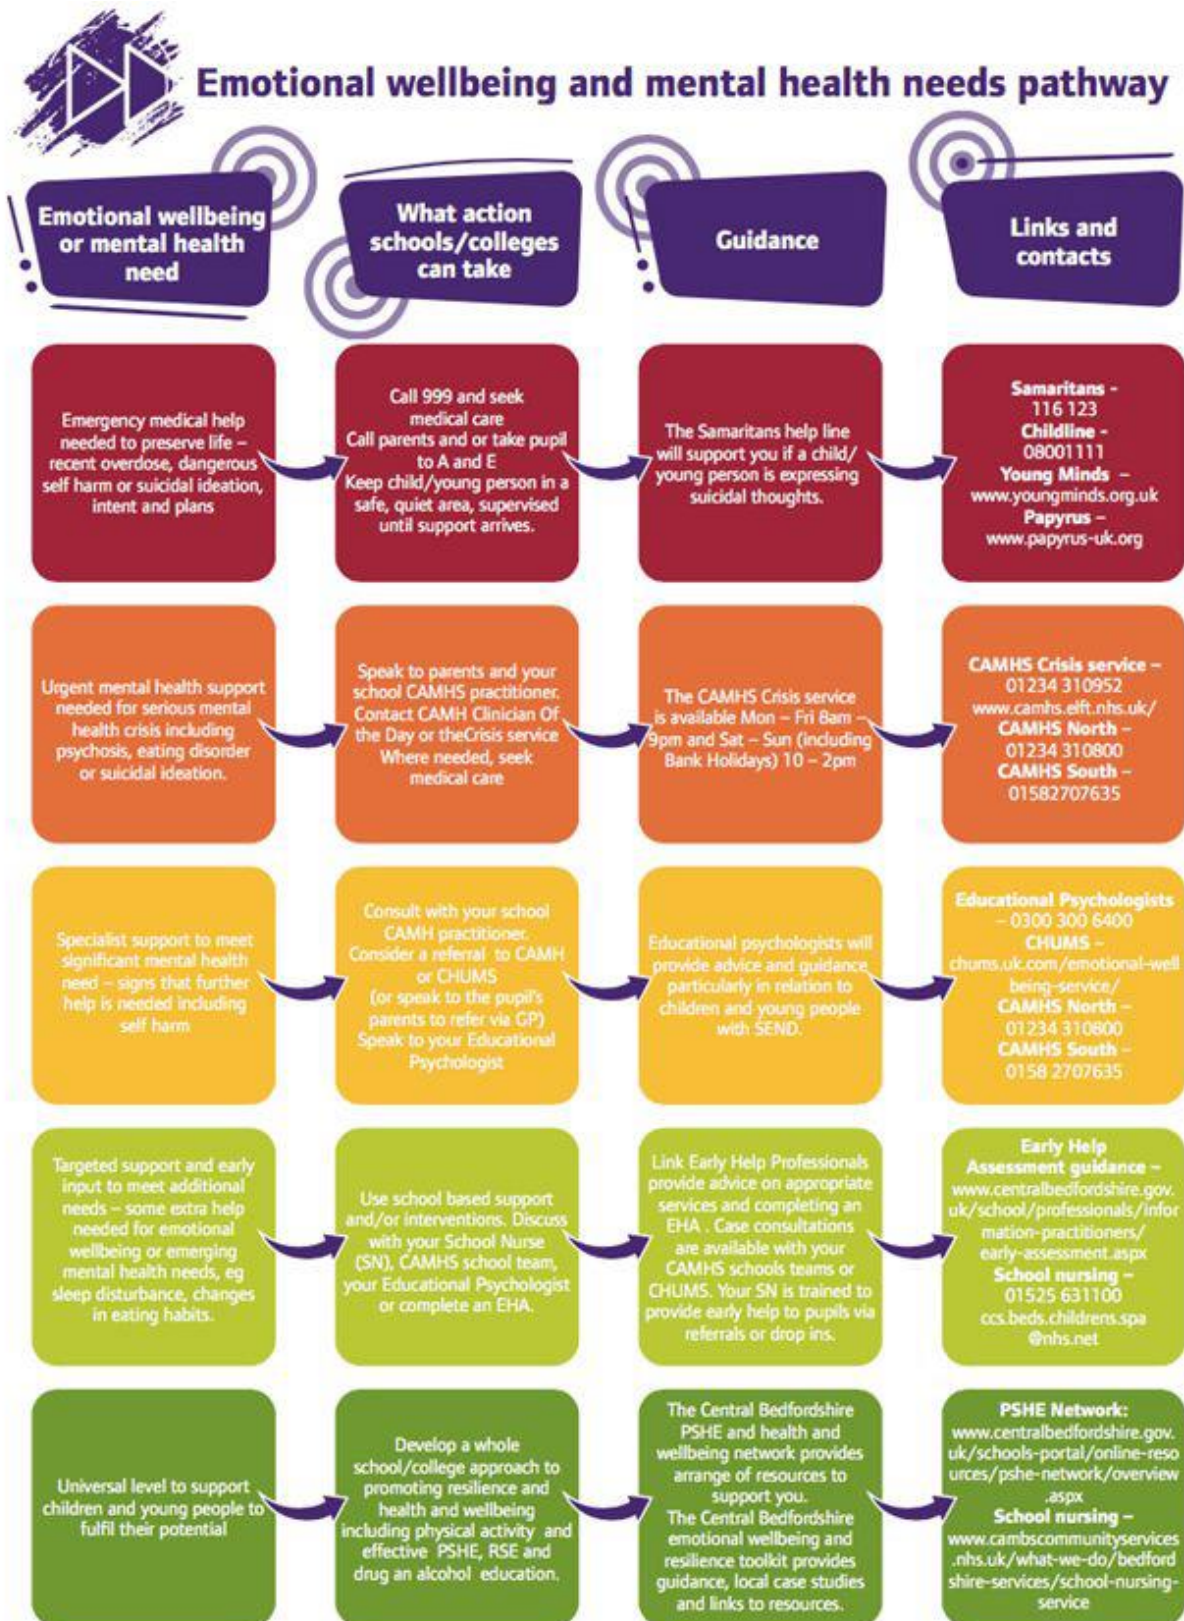 Emotional wellbeing and mental health needs pathway
Emotional wellbeing
or mental health
need
What action
schools/colleges
can take
Guidance
Links and
contacts
Emergency medical help
needed to preserve life –
recent overdose, dangerous
self harm or suicidal ideation,
intent and plans
Call 999 and seek
medical care
Call parents and or take pupil
to A and E
Keep child/young person in a
safe, quiet area, supervised
until support arrives.
The Samaritans help line
will support you if a child/
young person is expressing
suicidal thoughts.
Samaritans -
116 123
Childline -
08001111
Young Minds –
www.youngminds.org.uk
Papyrus –
www.papyrus-uk.org
Urgent mental health support
needed for serious mental
health crisis including
psychosis, eating disorder
or suicidal ideation.
Speak to parents and your
school CAMHS practitioner.
Contact CAMH Clinician Of
the Day or theCrisis service
Where needed, seek
medical care
The CAMHS Crisis service
is available Mon – Fri 8am –
9pm and Sat – Sun (including
Bank Holidays) 10 – 2pm
CAMHS Crisis service –
01234 310952
www.camhs.elft.nhs.uk/
CAMHS North –
01234 310800
CAMHS South –
01582707635
Specialist support to meet
significant mental health
need – signs that further
help is needed including
self harm
Consult with your school
CAMH practitioner.
Consider a referral to CAMH
or CHUMS
(or speak to the pupil's
parents to refer via GP)
Speak to your Educational
Psychologist
Educational psychologists will
provide advice and guidance
particularly in relation to
children and young people
with SEND.
Educational Psychologists
– 0300 300 6400
CHUMS –
chums.uk.com/emotional-well
being-service/
CAMHS North –
01234 310800
CAMHS South –
0158 2707635
Targeted support and early
input to meet additional
needs – some extra help
needed for emotional
wellbeing or emerging
mental health needs, eg
sleep disturbance, changes
in eating habits.
Use school based support
and/or interventions. Discuss
with your School Nurse
(SN), CAMHS school team,
your Educational Psychologist
or complete an EHA.
Link Early Help Professionals
provide advice on appropriate
services and completing an
EHA . Case consultations
are available with your
CAMHS schools teams or
CHUMS. Your SN is trained to
provide early help to pupils via
referrals or drop ins.
Early Help
Assessment guidance –
www.centralbedfordshire.gov.
uk/school/professionals/infor
mation-practitioners/
early-assessment.aspx
School nursing –
01525 631100
ccs.beds.childrens.spa
@nhs.net
Universal level to support
children and young people to
fulfil their potential
Develop a whole
school/college approach to
promoting resilience and
health and wellbeing
including physical activity and
effective PSHE, RSE and
drug an alcohol education.
The Central Bedfordshire
PSHE and health and
wellbeing network provides
arrange of resources to
support you.
The Central Bedfordshire
emotional wellbeing and
resilience toolkit provides
guidance, local case studies
and links to resources.
PSHE Network:
www.centralbedfordshire.gov.
uk/schools-portal/online-reso
urces/pshe-network/overview
.aspx
School nursing –
www.cambscommunityservices
.nhs.uk/what-we-do/bedford
shire-services/school-nursing-
service